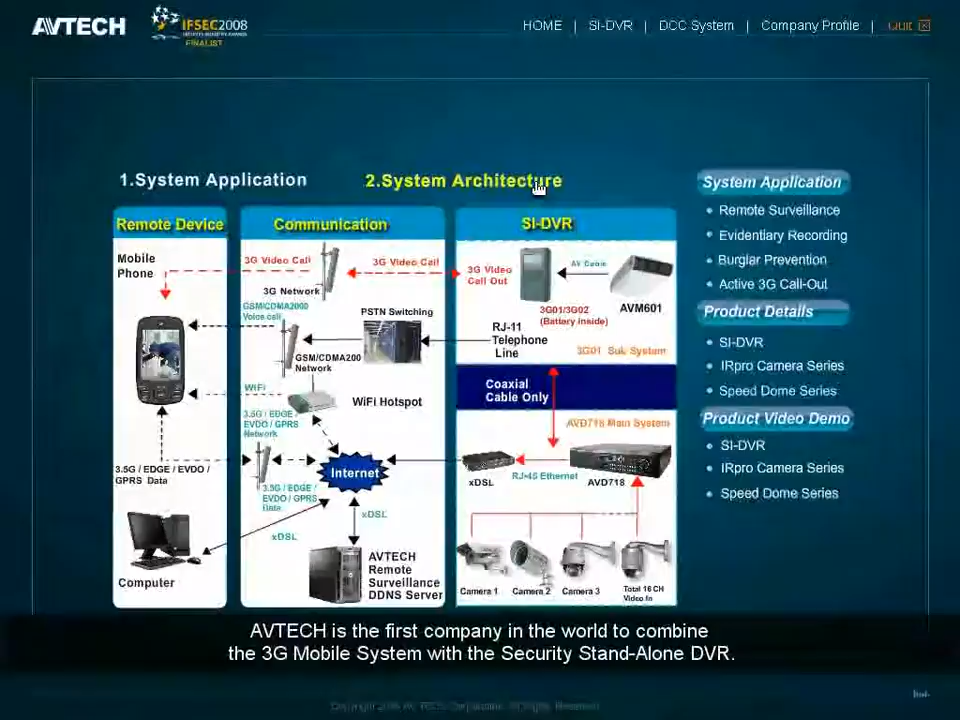 AVTECH
IFSEC2008
FINALIST
HOME | SI-DVR | DCC System | Company Profile | Quit
1.System Application
2.System Architecture
Remote Device
Communication
SI-DVR
Mobile
Phone
3G Video Call
3G Video Call
3G Video
Call Out
AV Cable
3G Network
GSM/CDMA2000
Voice call
PSTN Switching
3G01/3G02
(Battery Inside)
AVM601
RJ-11
Telephone
Line
3G01 Sub System
GSM/CDMA200
Network
WiFi
WiFi Hotspot
Coaxial
Cable Only
3.5G / EDGE /
EVDO / GPRS
Network
AVD718 Main System
3.5G / EDGE / EVDO /
GPRS Data
Internet
xDSL
RJ-45 Ethernet
AVD718
3.5G / EDGE /
EVDO / GPRS
Data
xDSL
xDSL
Computer
AVTECH
Remote
Surveillance
DDNS Server
Camera 1
Camera 2
Camera 3
Total 16 CH
Video In
System Application
• Remote Surveillance
• Evidentiary Recording
• Burglar Prevention
• Active 3G Call-Out
Product Details
• SI-DVR
• IRpro Camera Series
• Speed Dome Series
Product Video Demo
• SI-DVR
• IRpro Camera Series
• Speed Dome Series
AVTECH is the first company in the world to combine
the 3G Mobile System with the Security Stand-Alone DVR.